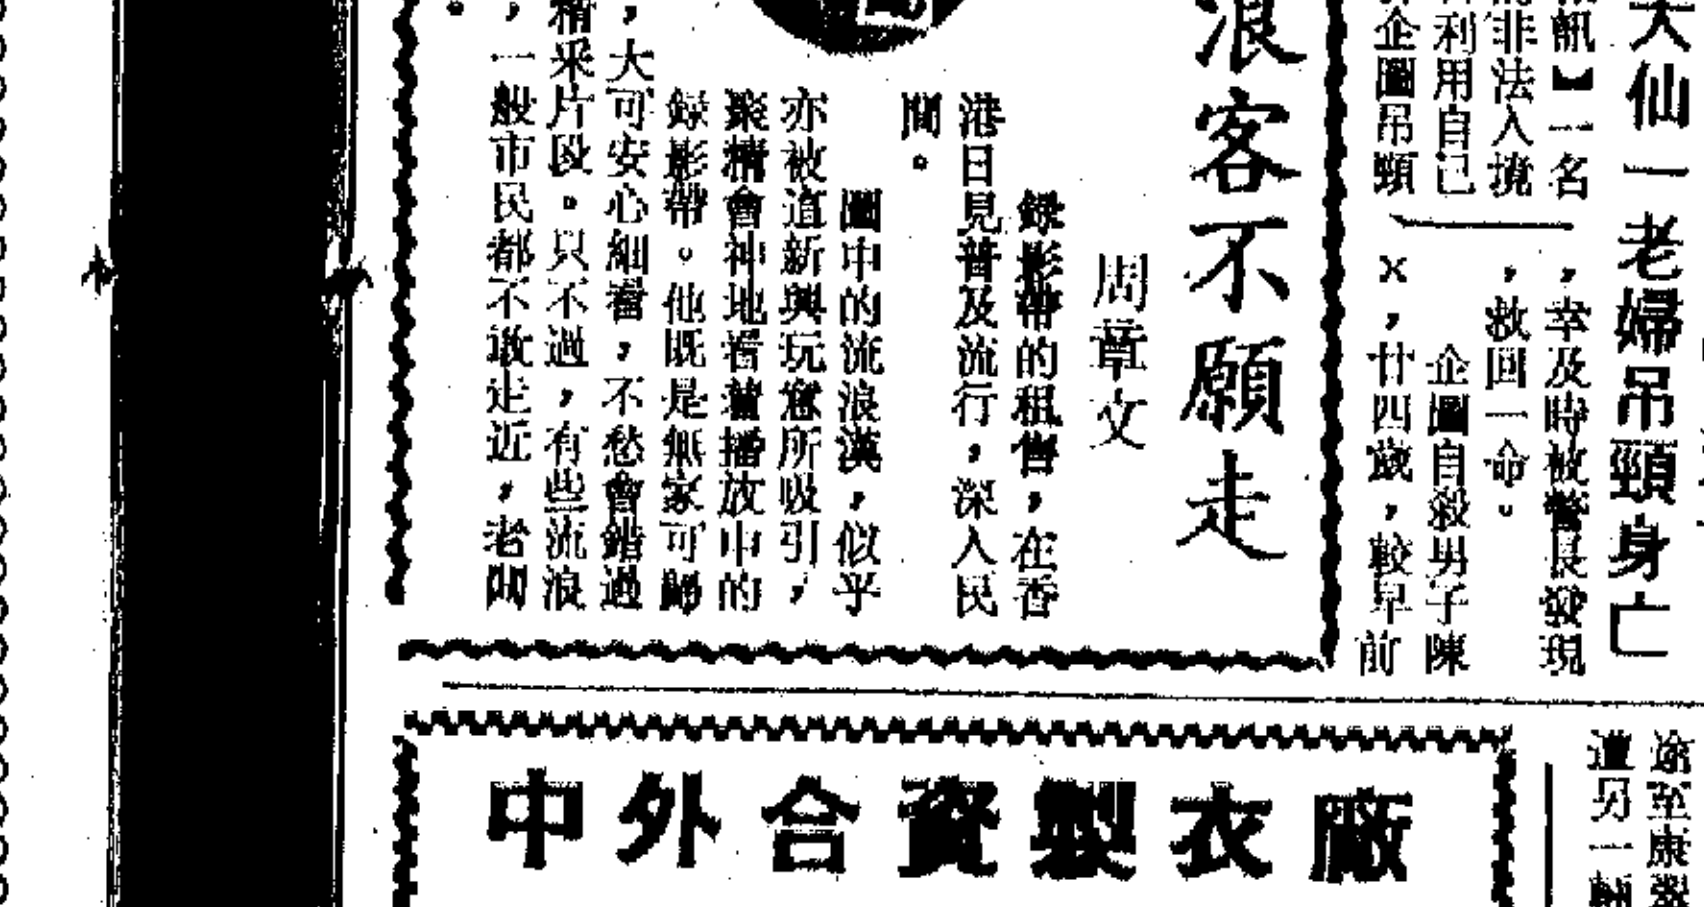 大仙一老婦吊頸身亡
訊】一名
非法入境
利用自己
企圖吊頸
，幸及時被警長發現
，救回一命。
企圖自殺男子陳
×，廿四歲，較早前
浪客不願走
周章文
錄影帶的租售，在香
港日見普及流行，深入民
間。
圖中的流浪漢，似乎
亦被這新興玩意所吸引，
聚精會神地看着播放中的
錄影帶。他既是無家可歸
，大可安心細看，不愁會錯過
精采片段。只不過，有些流浪
，一般市民都不敢走近，老闆
。
中外合資製衣廠
途至康翠
遭另一輛